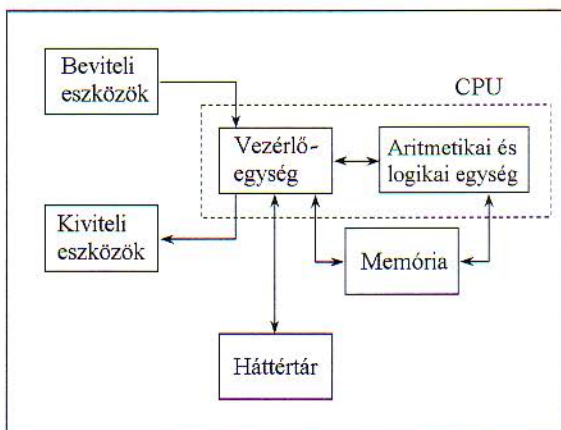 Beviteli
eszközök
CPU
Vezérlő-
egység
Aritmetikai és
logikai egység
Kiviteli
eszközök
Memória
Háttértár